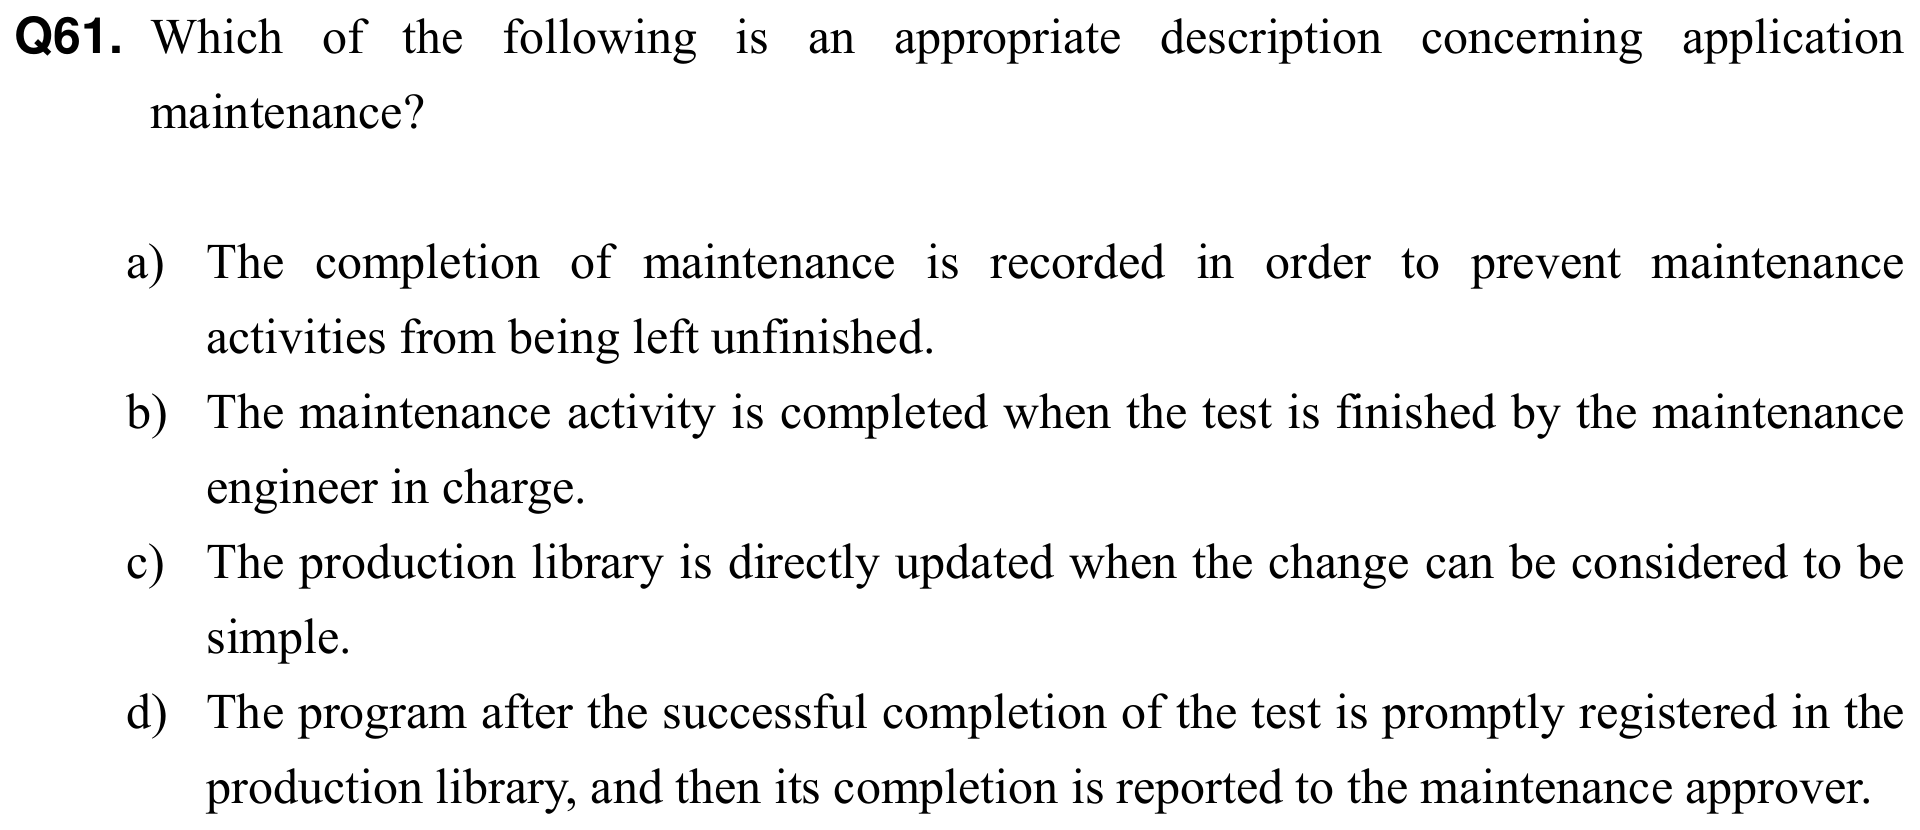 Q61. Which of the following is an appropriate description concerning application
maintenance?
a) The completion of maintenance is recorded in order to prevent maintenance
activities from being left unfinished.
b) The maintenance activity is completed when the test is finished by the maintenance
engineer in charge.
c) The production library is directly updated when the change can be considered to be
simple.
d) The program after the successful completion of the test is promptly registered in the
production library, and then its completion is reported to the maintenance approver.